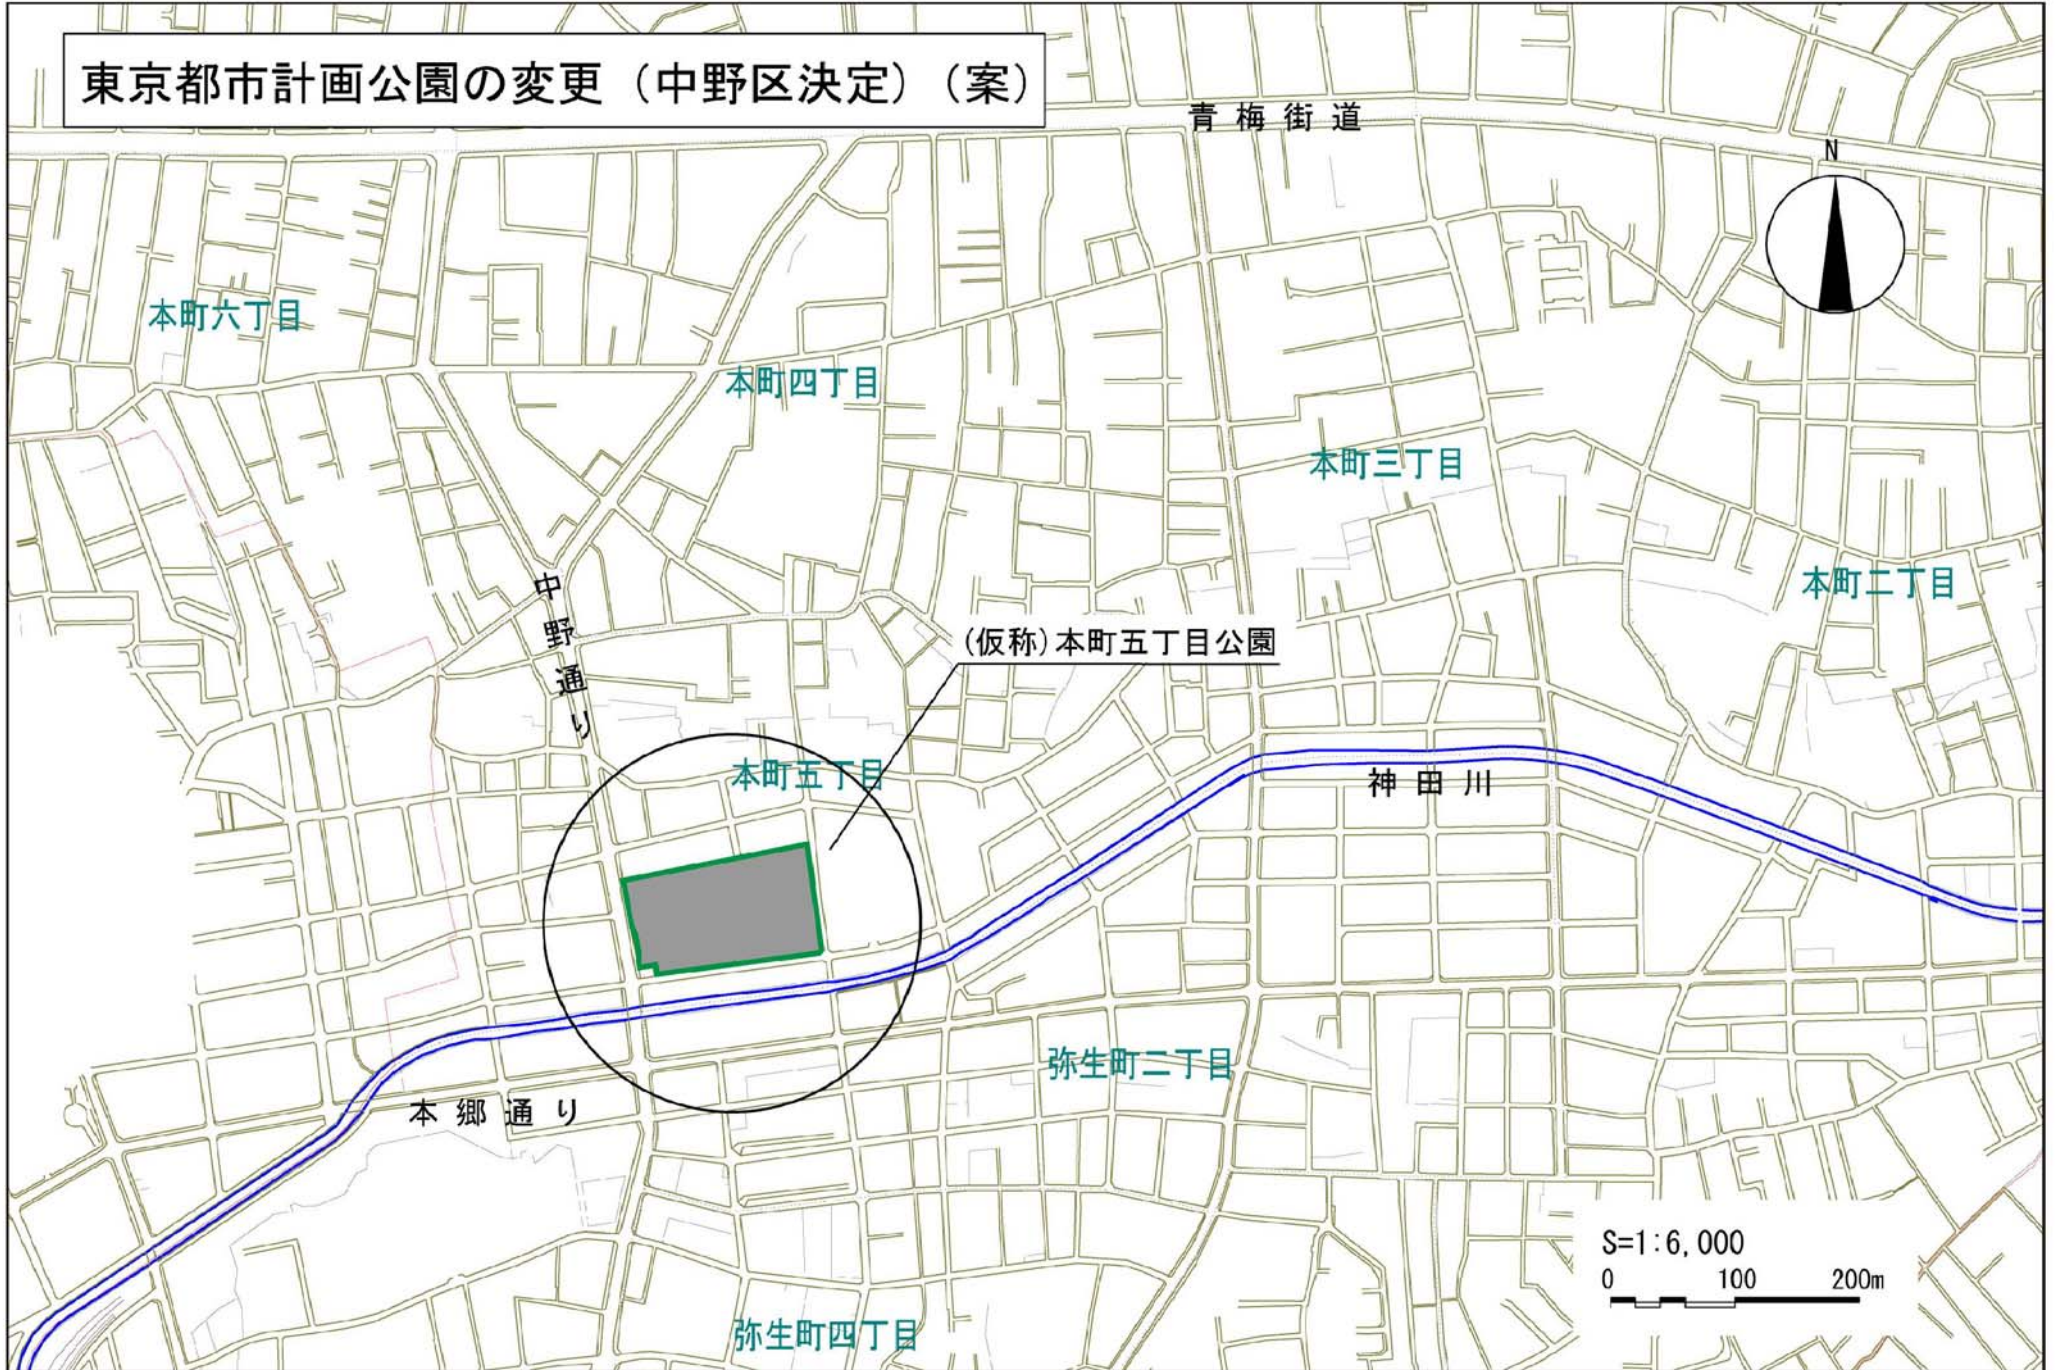 東京都市計画公園の変更（中野区決定）（案）
青梅街道
N
本町六丁目
本町四丁目
本町三丁目
本町二丁目
中野通り
(仮称)本町五丁目公園
本町五丁目
神田川
弥生町二丁目
本郷通り
S=1:6,000
0 100 200m
弥生町四丁目